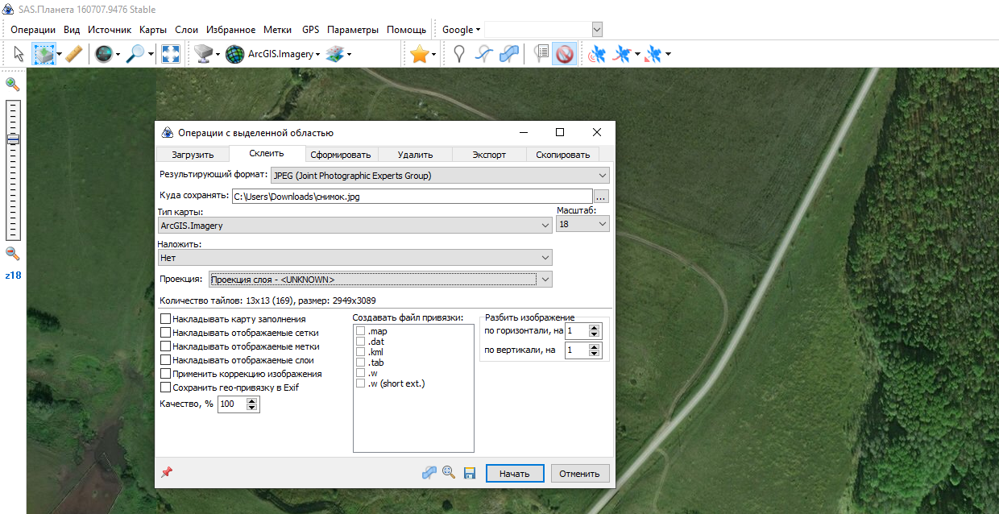 SAS.Планета 160707.9476 Stable
Операции Вид Источник Карты Слои Избранное Метки GPS Параметры Помощь Google
ArcGIS.Imagery
z18
Операции с выделенной областью
Загрузить Склеить Сформировать Удалить Экспорт Скопировать
Результирующий формат: JPEG (Joint Photographic Experts Group)
Куда сохранять: C:\Users\Downloads\снимок.jpg ...
Тип карты: Масштаб:
ArcGIS.Imagery 18
Наложить:
Нет
Проекция: Проекция слоя - <UNKNOWN>
Количество тайлов: 13x13 (169), размер: 2949x3089
Накладывать карту заполнения
Накладывать отображаемые сетки
Накладывать отображаемые метки
Накладывать отображаемые слои
Применить коррекцию изображения
Сохранить гео-привязку в Exif
Качество, % 100
Создавать файл привязки:
.map
.dat
.kml
.tab
.w
.w (short ext.)
Разбить изображение
по горизонтали, на 1
по вертикали, на 1
Начать Отменить